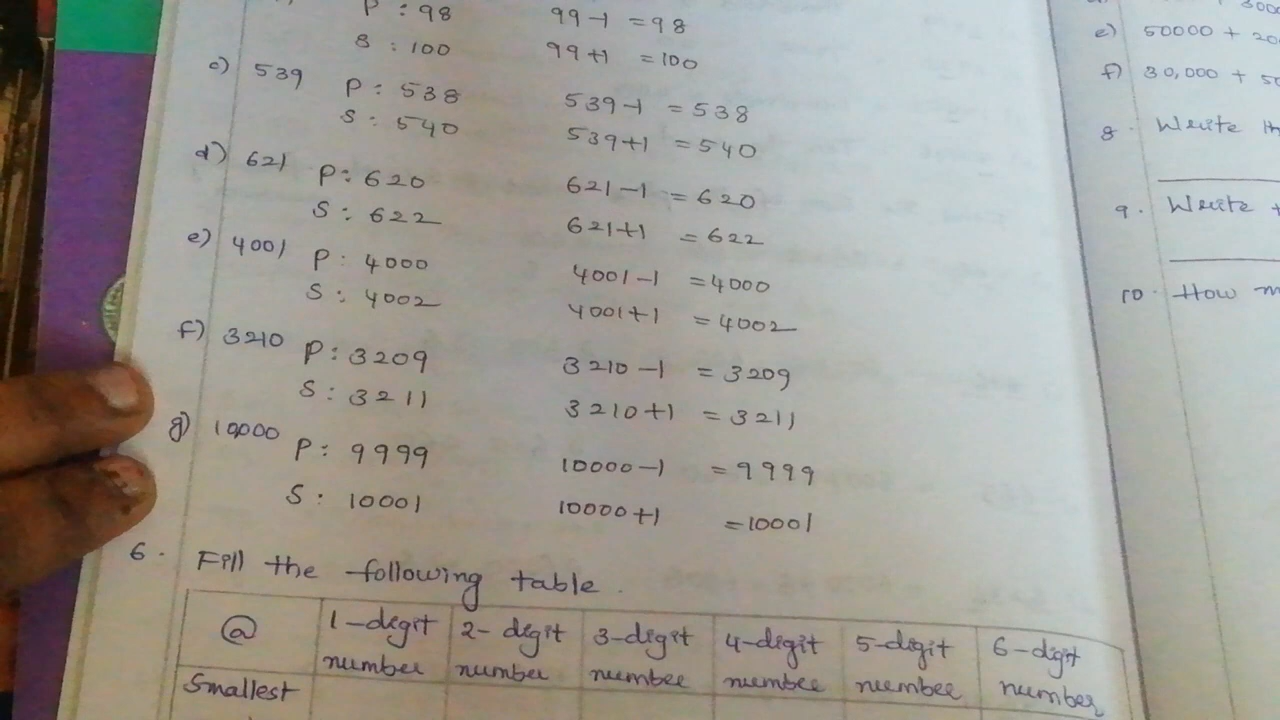 P : 98 99-1 = 98
S : 100 99+1 = 100
c) 539 P : 538 539-1 = 538
S : 540 539+1 = 540
d) 621 P : 620 621-1 = 620
S : 622 621+1 = 622
e) 4001 P : 4000 4001-1 = 4000
S : 4002 4001+1 = 4002
f) 3210 P : 3209 3210-1 = 3209
S : 3211 3210+1 = 3211
g) 10000 P : 9999 10000-1 = 9999
S : 10001 10000+1 = 10001
6. Fill the following table.
@ 1-digit number 2-digit number 3-digit number 4-digit number 5-digit number 6-digit number
Smallest
e) 50000 +
f) 30,000 +
8. Write
9. Write
10. How